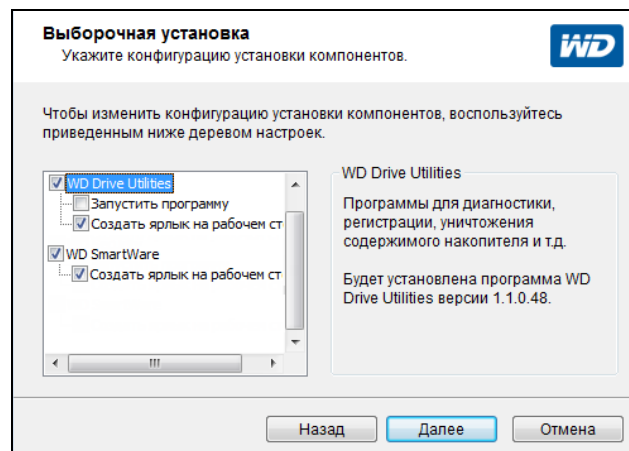 Выборочная установка
Укажите конфигурацию установки компонентов.
WD
Чтобы изменить конфигурацию установки компонентов, воспользуйтесь
приведенным ниже деревом настроек.
WD Drive Utilities
Запустить программу
Создать ярлык на рабочем ст
WD SmartWare
Создать ярлык на рабочем ст
WD Drive Utilities
Программы для диагностики,
регистрации, уничтожения
содержимого накопителя и т.д.
Будет установлена программа WD
Drive Utilities версии 1.1.0.48.
Назад
Далее
Отмена